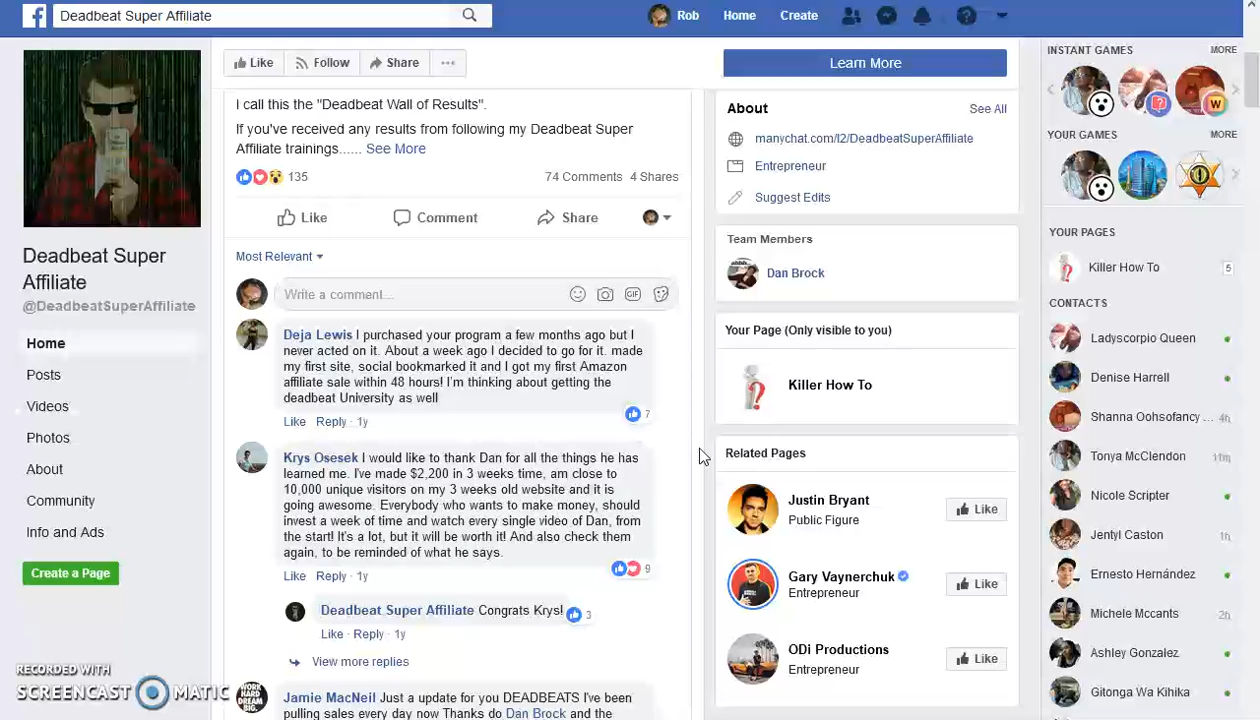 Deadbeat Super Affiliate
Rob
Home
Create
Like
Follow
Share
Learn More
I call this the "Deadbeat Wall of Results".
If you've received any results from following my Deadbeat Super
Affiliate trainings...... See More
135
74 Comments 4 Shares
Like
Comment
Share
Most Relevant
Write a comment...
GIF
Deja Lewis I purchased your program a few months ago but I
never acted on it. About a week ago I decided to go for it. made
my first site, social bookmarked it and I got my first Amazon
affiliate sale within 48 hours! I'm thinking about getting the
deadbeat University as well
7
Like Reply · 1y
Krys Osesek I would like to thank Dan for all the things he has
learned me. I've made $2,200 in 3 weeks time, am close to
10,000 unique visitors on my 3 weeks old website and it is
going awesome. Everybody who wants to make money, should
invest a week of time and watch every single video of Dan, from
the start! It's a lot, but it will be worth it! And also check them
again, to be reminded of what he says.
9
Like Reply · 1y
Deadbeat Super Affiliate Congrats Krys!
3
Like · Reply · 1y
View more replies
WORK HARD DREAM BIG.
Jamie MacNeil Just a update for you DEADBEATS I've been
pulling sales every day now Thanks do Dan Brock and the
Deadbeat Super
Affiliate
@DeadbeatSuperAffiliate
Home
Posts
Videos
Photos
About
Community
Info and Ads
Create a Page
RECORDED WITH
SCREENCAST MATIC
About
See All
manychat.com/l2/DeadbeatSuperAffiliate
Entrepreneur
Suggest Edits
Team Members
Dan Brock
Your Page (Only visible to you)
Killer How To
Related Pages
Justin Bryant
Public Figure
Like
Gary Vaynerchuk
Entrepreneur
Like
ODi Productions
Entrepreneur
Like
INSTANT GAMES
MORE
W
YOUR GAMES
MORE
YOUR PAGES
Killer How To
5
CONTACTS
Ladyscorpio Queen
Denise Harrell
Shanna Oohsofancy ...
4h
Tonya McClendon
11m
Nicole Scripter
Jentyl Caston
1h
Ernesto Hernández
Michele Mccants
2h
Ashley Gonzalez
Gitonga Wa Kihika